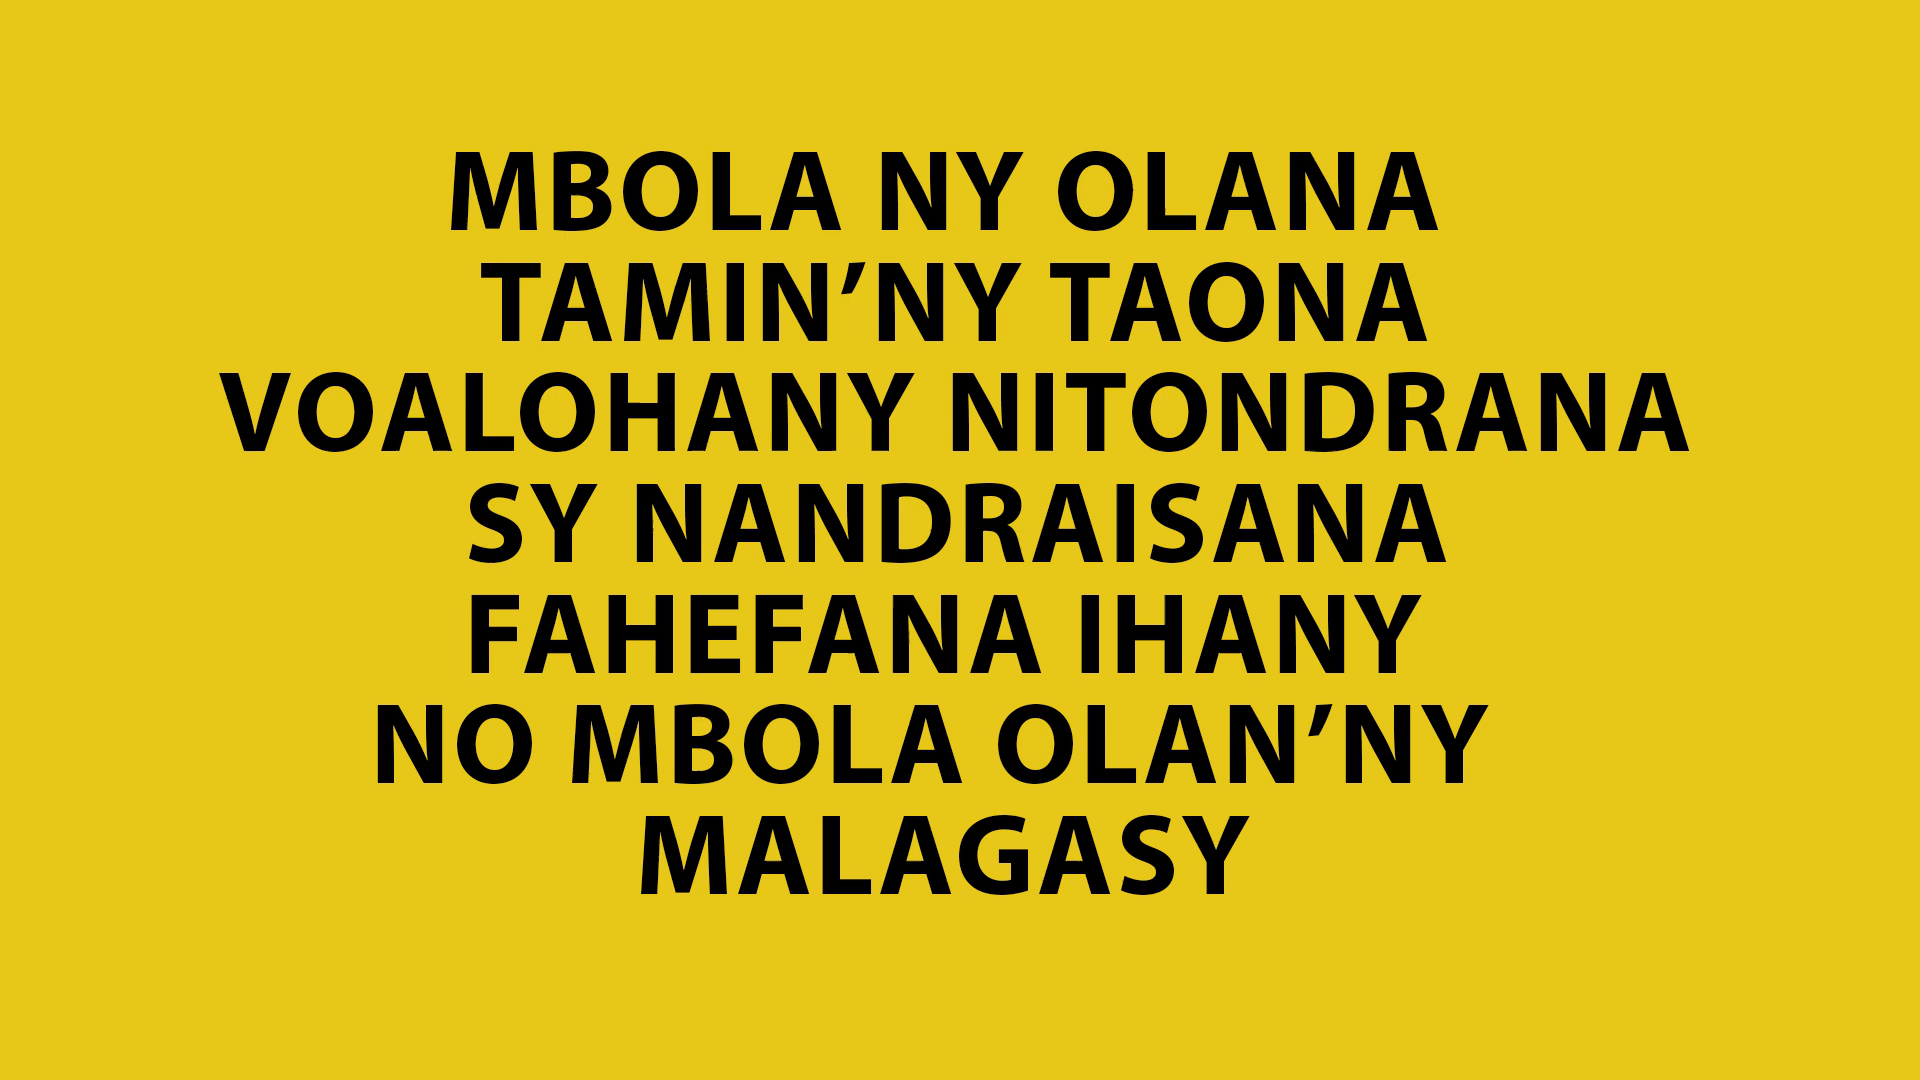 MBOLA NY OLANA
TAMIN’NY TAONA
VOALOHANY NITONDRANA
SY NANDRAISANA
FAHEFANA IHANY
NO MBOLA OLAN’NY
MALAGASY